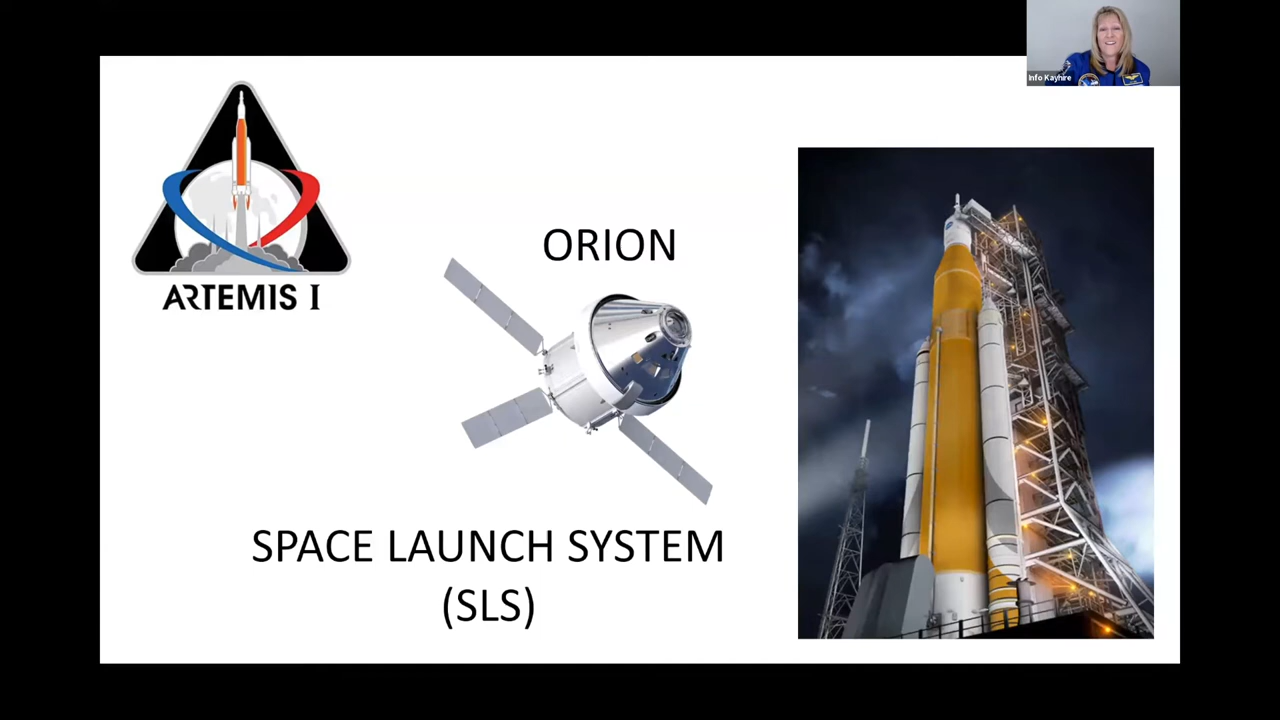 Info Kayhire
ARTEMIS I
ORION
SPACE LAUNCH SYSTEM
(SLS)